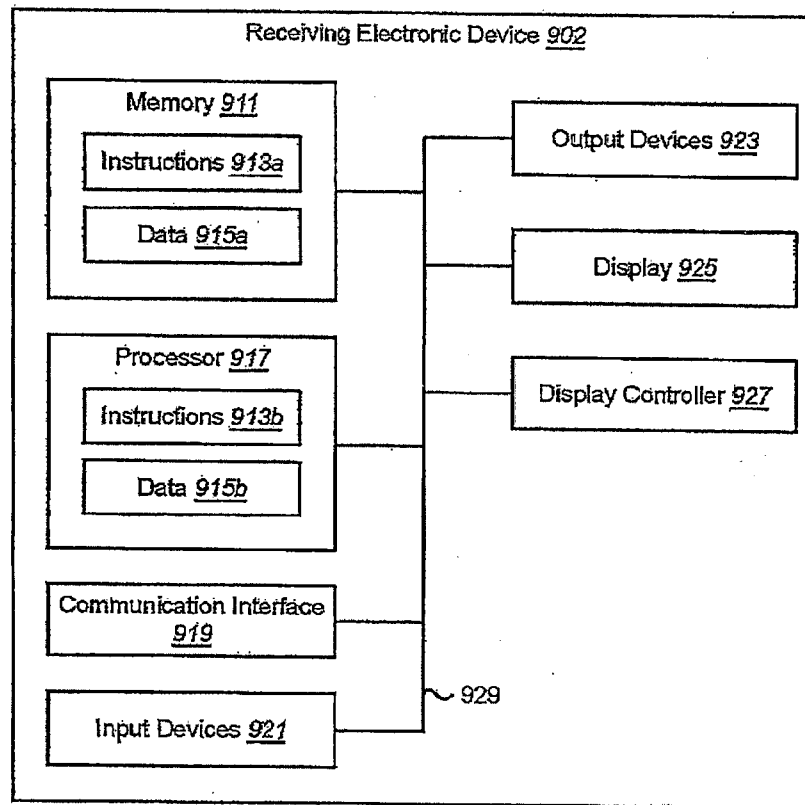 Receiving Electronic Device 902
Memory 911
Instructions 913a
Data 915a
Processor 917
Instructions 913b
Data 915b
Communication Interface
919
Input Devices 921
Output Devices 923
Display 925
Display Controller 927
929